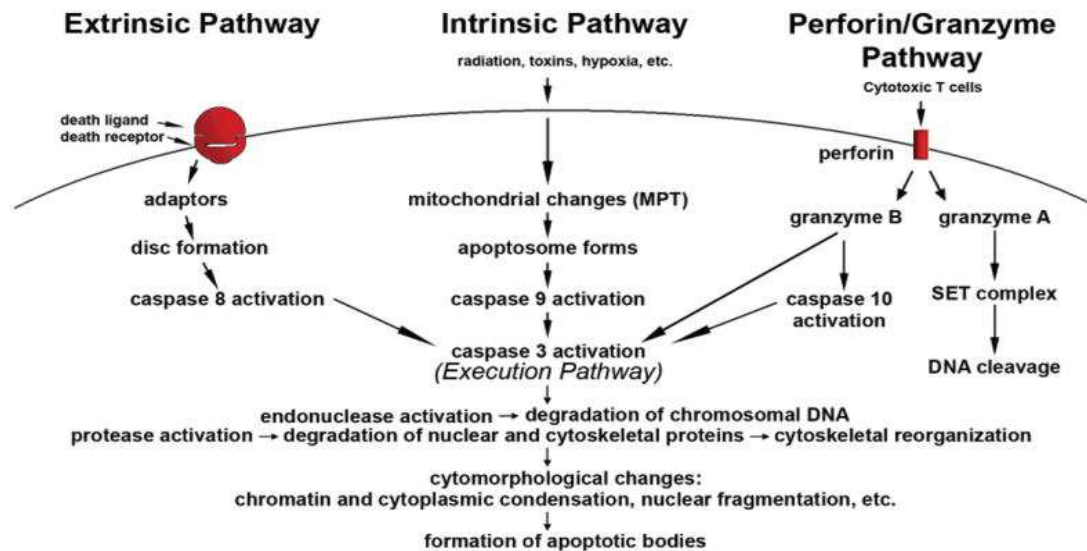 Extrinsic Pathway
Intrinsic Pathway
Perforin/Granzyme
Pathway
radiation, toxins, hypoxia, etc.
Cytotoxic T cells
death ligand
death receptor
perforin
adaptors
mitochondrial changes (MPT)
granzyme B
granzyme A
disc formation
apoptosome forms
caspase 8 activation
caspase 9 activation
caspase 10
activation
SET complex
caspase 3 activation
(Execution Pathway)
DNA cleavage
endonuclease activation → degradation of chromosomal DNA
protease activation → degradation of nuclear and cytoskeletal proteins → cytoskeletal reorganization
cytomorphological changes:
chromatin and cytoplasmic condensation, nuclear fragmentation, etc.
formation of apoptotic bodies